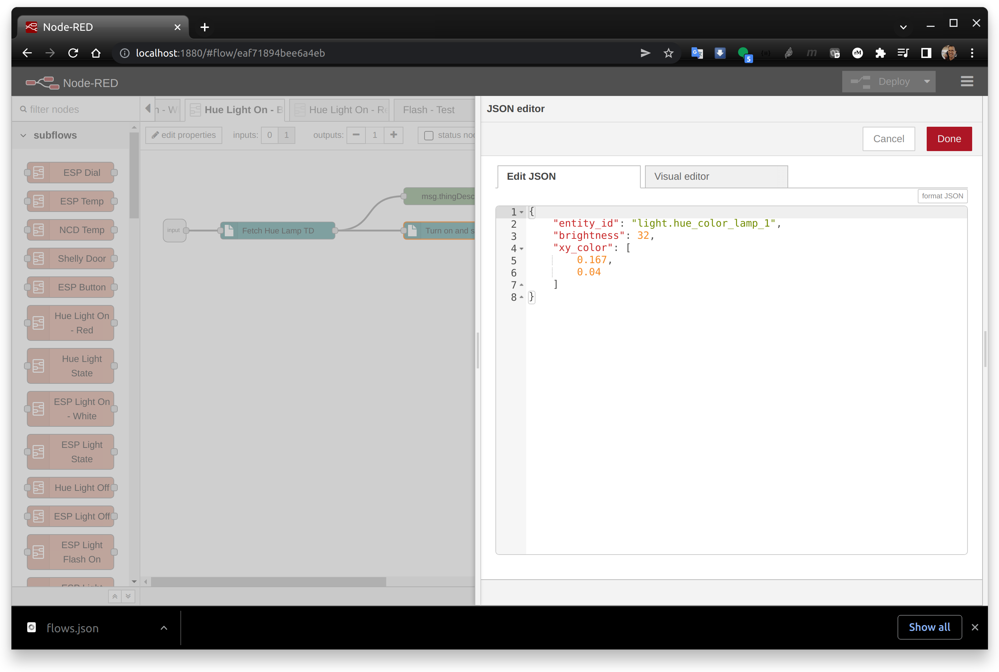 Node-RED
localhost:1880/#flow/eaf71894bee6a4eb
5
rM
m
Node-RED
Deploy
filter nodes
n - W
Hue Light On - B
Hue Light On - Re
Flash - Test
JSON editor
subflows
edit properties
inputs:
0
1
outputs:
1
status nod
Cancel
Done
Edit JSON
Visual editor
format JSON
ESP Dial
ESP Temp
NCD Temp
Shelly Door
ESP Button
Hue Light On
- Red
Hue Light
State
ESP Light On
- White
ESP Light
State
Hue Light Off
ESP Light Off
ESP Light
Flash On
ESP Light
input
Fetch Hue Lamp TD
msg.thingDesc
Turn on and s
1 {
2 "entity_id": "light.hue_color_lamp_1",
3 "brightness": 32,
4 "xy_color": [
5 0.167,
6 0.04
7 ]
8 }
flows.json
Show all